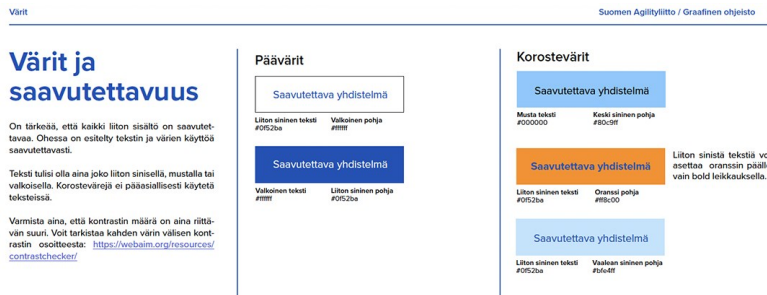 Värit
Suomen Agilityliitto / Graafinen ohjeisto
Värit ja
saavutettavuus
On tärkeää, että kaikki liiton sisältö on saavutet-
tavaa. Ohessa on esitelty tekstin ja värien käyttöä
saavutettavasti.
Teksti tulisi olla aina joko liiton sinisellä, mustalla tai
valkoisella. Korostevärejä ei pääasiallisesti käytetä
teksteissä.
Varmista aina, että kontrastin määrä on aina riittä-
vän suuri. Voit tarkistaa kahden värin välisen kont-
rastin osoitteesta: https://webaim.org/resources/
contrastchecker/
Päävärit
Saavutettava yhdistelmä
Liiton sininen teksti Valkoinen pohja
#0f52ba #ffffff
Saavutettava yhdistelmä
Valkoinen teksti Liiton sininen pohja
#ffffff #0f52ba
Korostevärit
Saavutettava yhdistelmä
Musta teksti Keski sininen pohja
#000000 #80c9ff
Saavutettava yhdistelmä
Liiton sininen teksti Oranssi pohja
#0f52ba #ff8c00
Liiton sinistä tekstiä vo
asettaa oranssin pääll
vain bold leikkauksella.
Saavutettava yhdistelmä
Liiton sininen teksti Vaalean sininen pohja
#0f52ba #bfe4ff